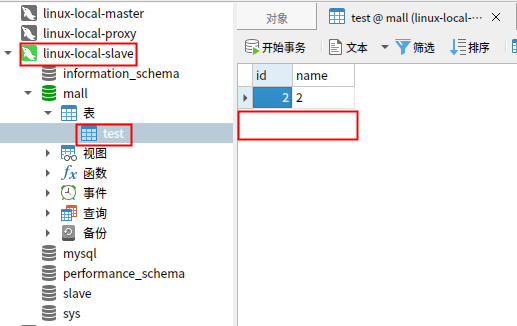 linux-local-master
linux-local-proxy
linux-local-slave
information_schema
mall
表
test
视图
fx 函数
事件
查询
备份
mysql
performance_schema
slave
sys
对象
test @ mall (linux-local-···
开始事务 文本 筛选 排序
id name
2 2